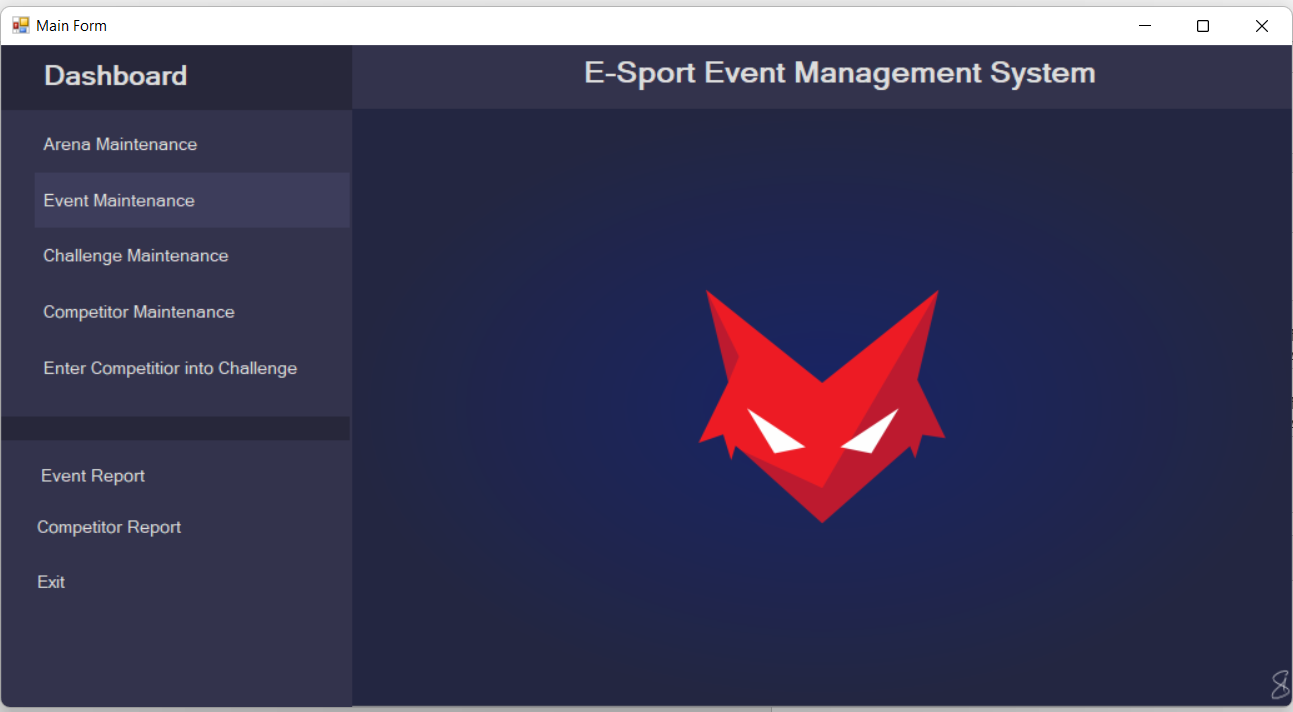 Main Form
Dashboard
E-Sport Event Management System
Arena Maintenance
Event Maintenance
Challenge Maintenance
Competitor Maintenance
Enter Competitior into Challenge
Event Report
Competitor Report
Exit